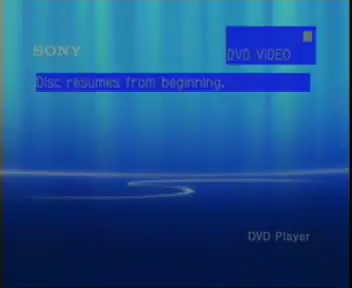 SONY
DVD VIDEO
Disc resumes from beginning.
DVD Player